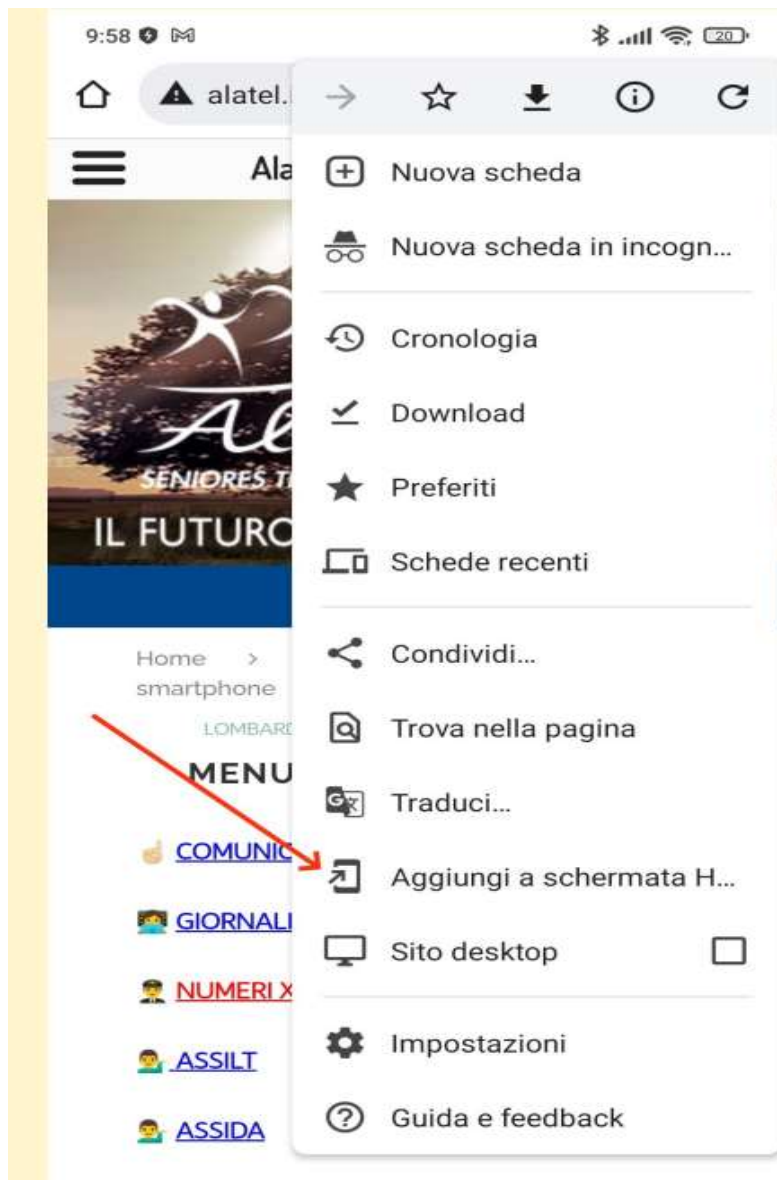 9:58
20
alatel.
Ala
Nuova scheda
Nuova scheda in incogn...
SENIORES
IL FUTURO
Cronologia
Download
Preferiti
Schede recenti
Home >
smartphone
LOMBARD
MENU
Condividi...
Trova nella pagina
Traduci...
COMUNIC
Aggiungi a schermata H...
GIORNALI
Sito desktop
NUMERI X
Impostazioni
ASSILT
Guida e feedback
ASSIDA